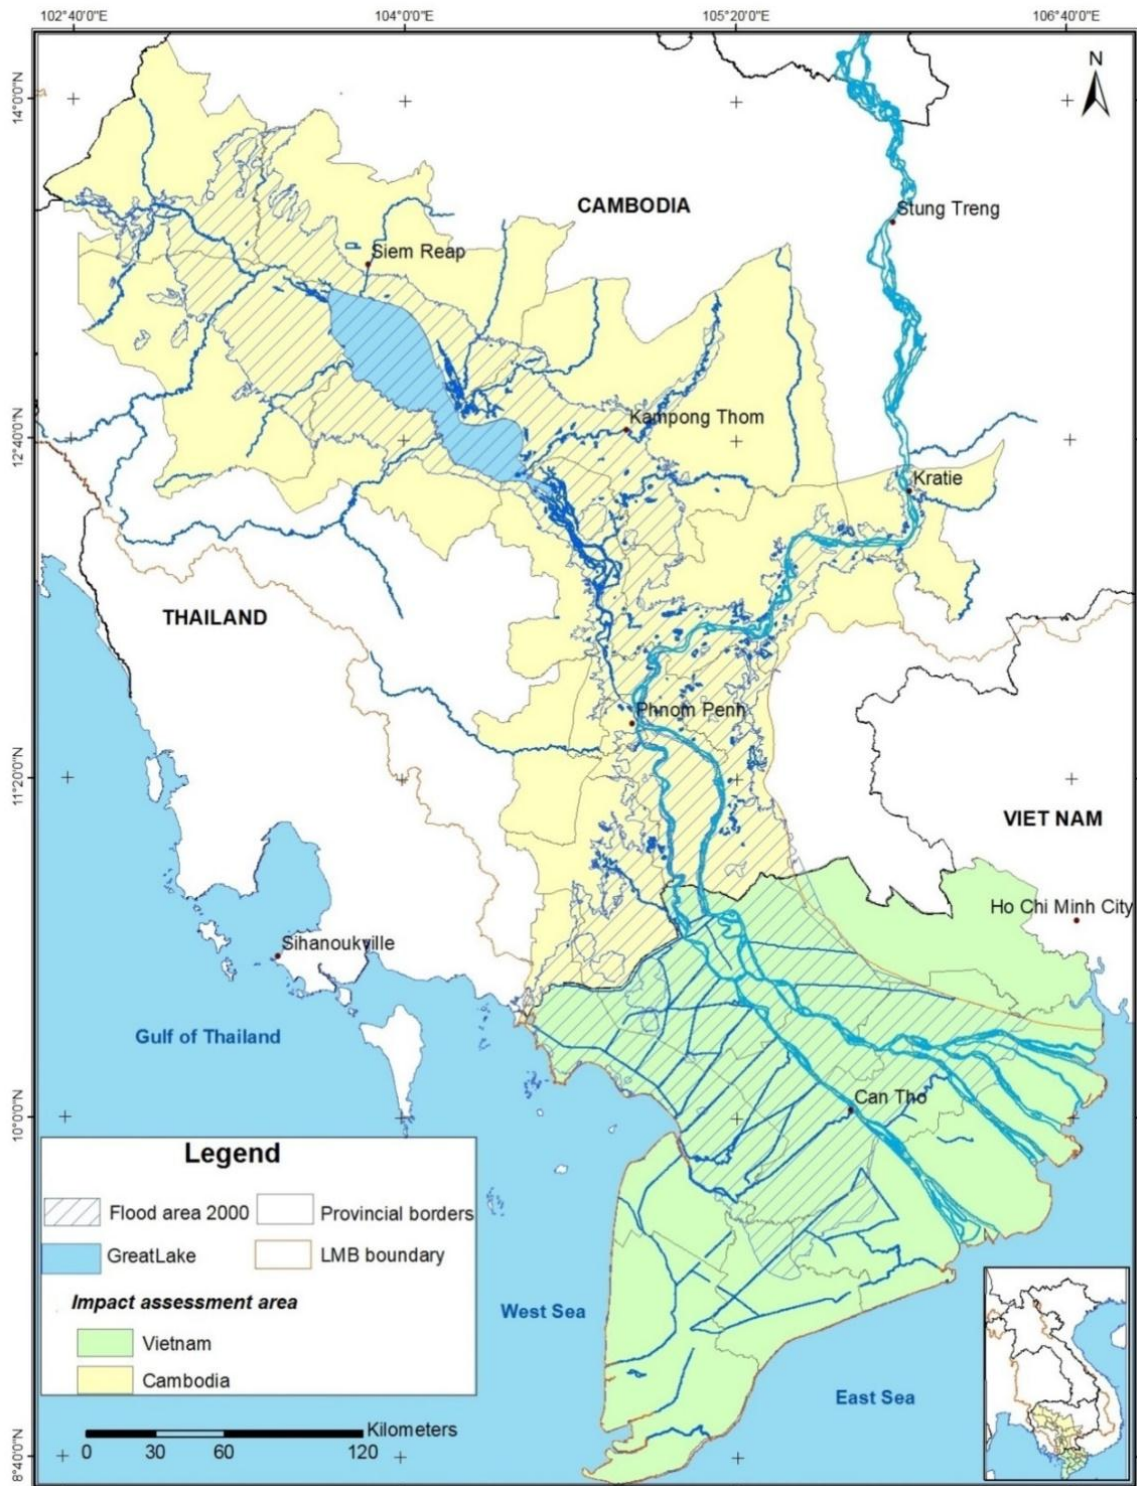 102°40'0"E
104°0'0"E
105°20'0"E
106°40'0"E
14°0'0"N
N
CAMBODIA
Stung Treng
Siem Reap
Kampong Thom
12°40'0"N
Kratie
THAILAND
Phnom Penh
11°20'0"N
VIET NAM
Ho Chi Minh City
Sihanoukville
Gulf of Thailand
Can Tho
10°0'0"N
Legend
Flood area 2000
Provincial borders
GreatLake
LMB boundary
Impact assessment area
Vietnam
Cambodia
West Sea
East Sea
Kilometers
0 30 60 120
8°40'0"N